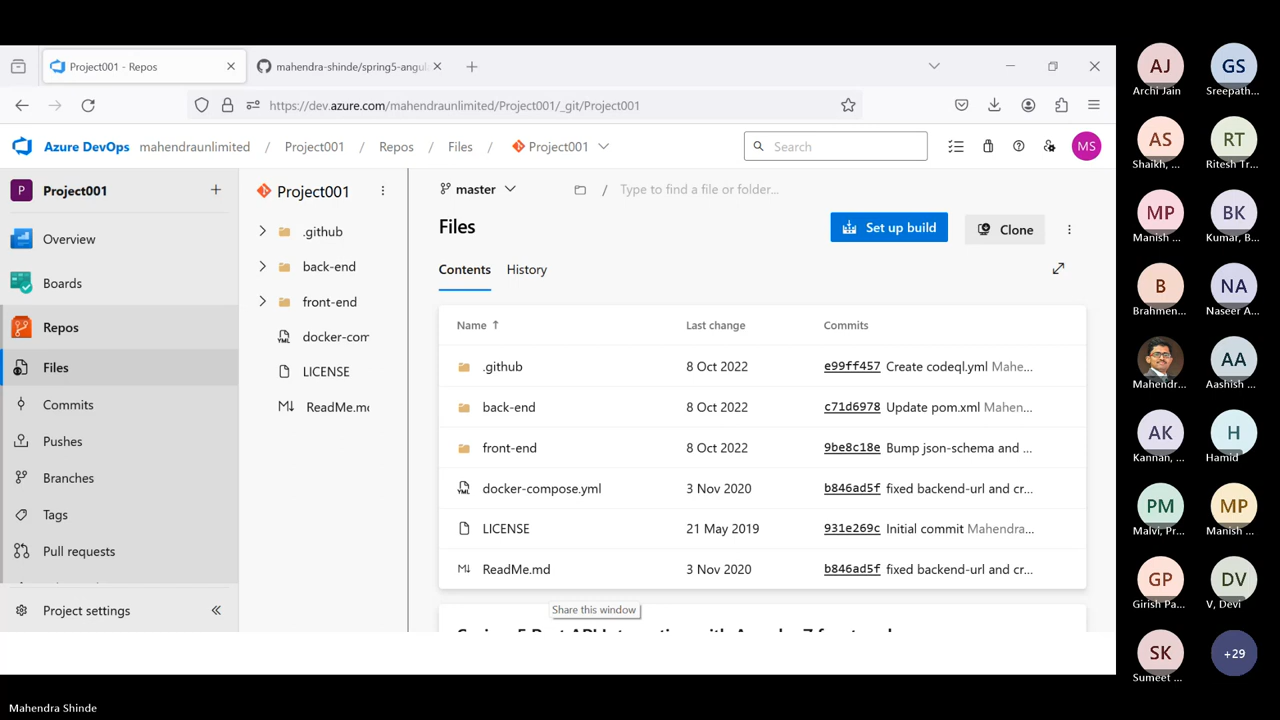 Project001 - Repos
mahendra-shinde/spring5-angul
https://dev.azure.com/mahendraunlimited/Project001/_git/Project001
Azure DevOps mahendraunlimited / Project001 / Repos / Files / Project001
Search
MS
P Project001 +
Overview
Boards
Repos
Files
Commits
Pushes
Branches
Tags
Pull requests
Project settings
Project001
.github
back-end
front-end
docker-com
LICENSE
ReadMe.mc
master / Type to find a file or folder...
Files
Set up build
Clone
Contents History
Name ↑ Last change Commits
.github 8 Oct 2022 e99ff457 Create codeql.yml Mahe...
back-end 8 Oct 2022 c71d6978 Update pom.xml Mahen...
front-end 8 Oct 2022 9be8c18e Bump json-schema and ...
docker-compose.yml 3 Nov 2020 b846ad5f fixed backend-url and cr...
LICENSE 21 May 2019 931e269c Initial commit Mahendra...
ReadMe.md 3 Nov 2020 b846ad5f fixed backend-url and cr...
Share this window
AJ GS
Archi Jain Sreepath...
AS RT
Shaikh, ... Ritesh Tr...
MP BK
Manish ... Kumar, B...
B NA
Brahmen... Naseer A...
AA
Mahendr... Aashish ...
AK H
Kannan, ... Hamid
PM MP
Malvi, Pr... Manish ...
GP DV
Girish Pa... V, Devi
SK +29
Sumeet ...
Mahendra Shinde